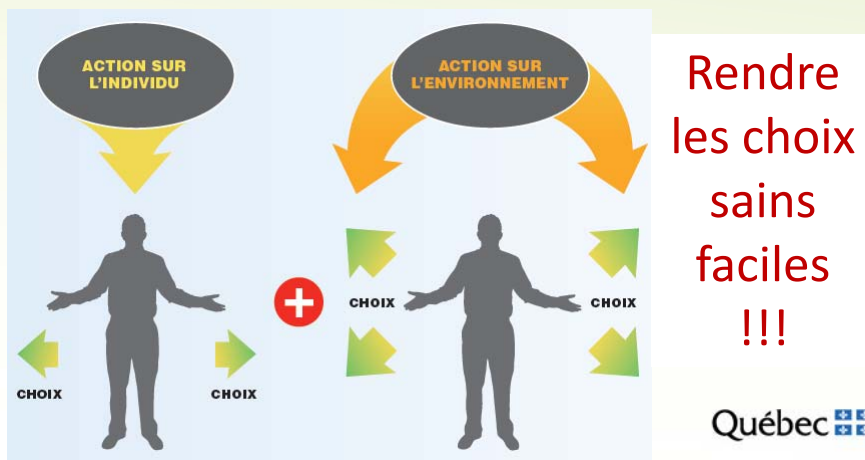 ACTION SUR
L'INDIVIDU
CHOIX
CHOIX
ACTION SUR
L'ENVIRONNEMENT
CHOIX
CHOIX
Rendre
les choix
sains
faciles
!!!
Québec